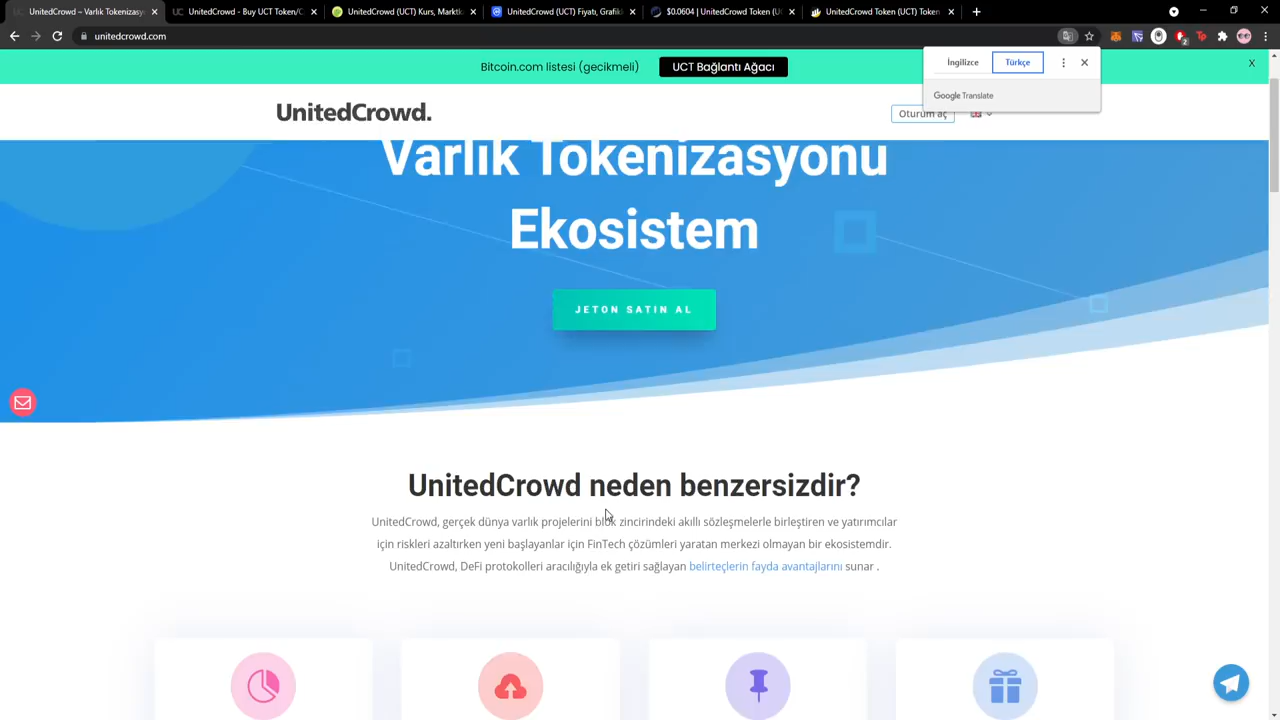 UnitedCrowd ~ Varlık Tokenizasy
UnitedCrowd - Buy UCT Token/C
UnitedCrowd (UCT) Kurs, Marktk
UnitedCrowd (UCT) Fiyatı, Grafikl
$0.0604 | UnitedCrowd Token (U
UnitedCrowd Token (UCT) Token
unitedcrowd.com
İngilizce
Türkçe
Google Translate
Bitcoin.com listesi (gecikmeli)
UCT Bağlantı Ağacı
X
UnitedCrowd.
Oturum aç
Varlık Tokenizasyonu
Ekosistem
JETON SATIN AL
UnitedCrowd neden benzersizdir?
UnitedCrowd, gerçek dünya varlık projelerini blok zincirindeki akıllı sözleşmelerle birleştiren ve yatırımcılar
için riskleri azaltırken yeni başlayanlar için FinTech çözümleri yaratan merkezi olmayan bir ekosistemdir.
UnitedCrowd, DeFi protokolleri aracılığıyla ek getiri sağlayan belirteçlerin fayda avantajlarını sunar .